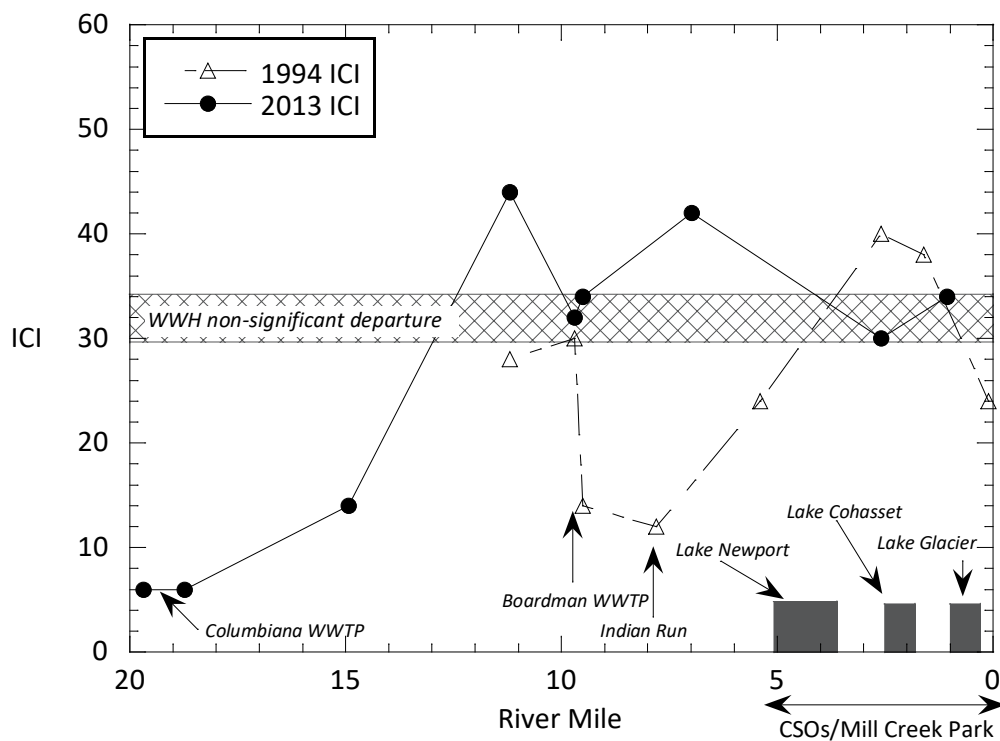 60
1994 ICI
2013 ICI
50
40
WWH non-significant departure
ICI
30
20
Lake Cohasset
Lake Newport
Lake Glacier
10
Boardman WWTP
Columbiana WWTP
Indian Run
0
20
15
10
5
0
River Mile
CSOs/Mill Creek Park